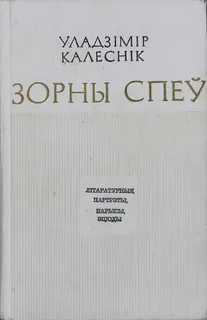 УЛАДЗІМІР
КАЛЕСНІК
ЗОРНЫ СПЕЎ
ЛІТАРАТУРНЫЯ
ПАРТРЭТЫ,
НАРЫСЫ,
ЭЦЮДЫ